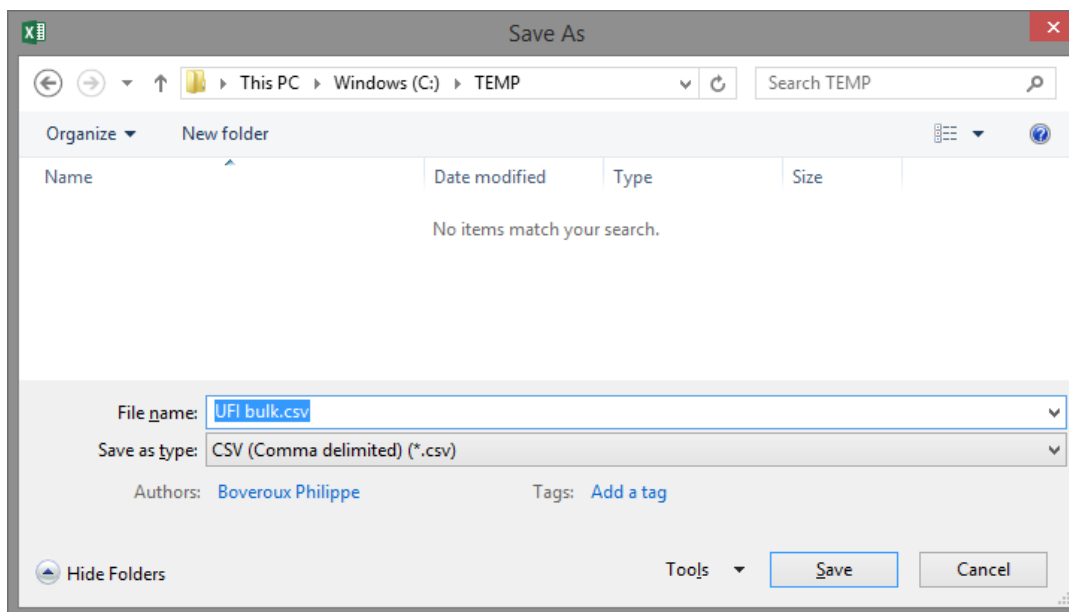 Save As
This PC Windows (C:) TEMP
Search TEMP
Organize New folder
Name Date modified Type Size
No items match your search.
File name: UFI bulk.csv
Save as type: CSV (Comma delimited) (*.csv)
Authors: Boveroux Philippe Tags: Add a tag
Hide Folders Tools Save Cancel